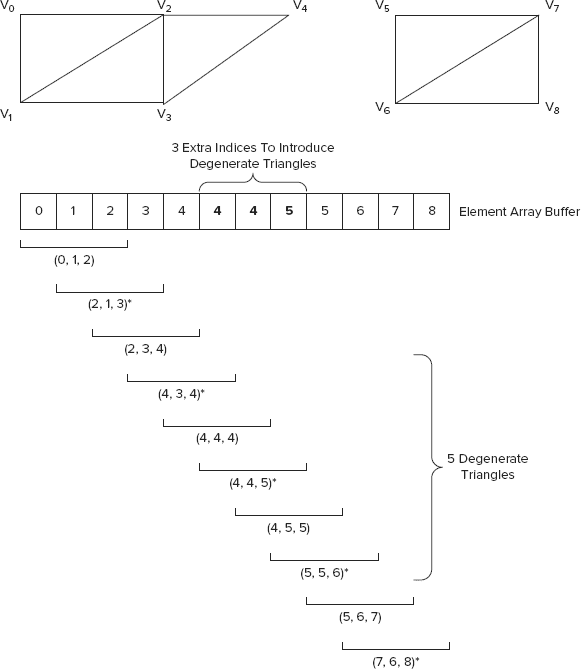 V0 V2 V4 V5 V7
V1 V3 V6 V8
3 Extra Indices To Introduce
Degenerate Triangles
0 1 2 3 4 4 4 5 5 6 7 8 Element Array Buffer
(0, 1, 2)
(2, 1, 3)*
(2, 3, 4)
(4, 3, 4)*
(4, 4, 4)
5 Degenerate
Triangles
(4, 4, 5)*
(4, 5, 5)
(5, 5, 6)*
(5, 6, 7)
(7, 6, 8)*